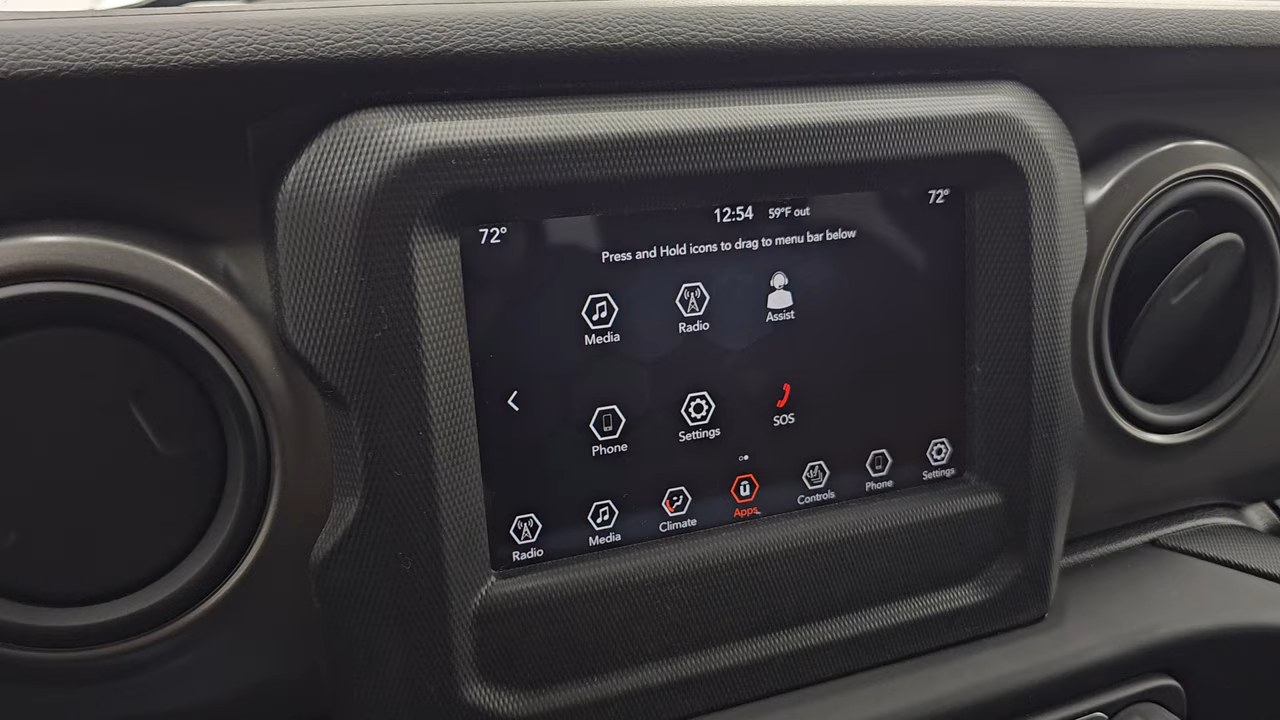 72°
12:54 59°F out
72°
Press and Hold icons to drag to menu bar below
Media
Radio
Assist
Phone
Settings
SOS
Radio
Media
Climate
Apps
Controls
Phone
Settings